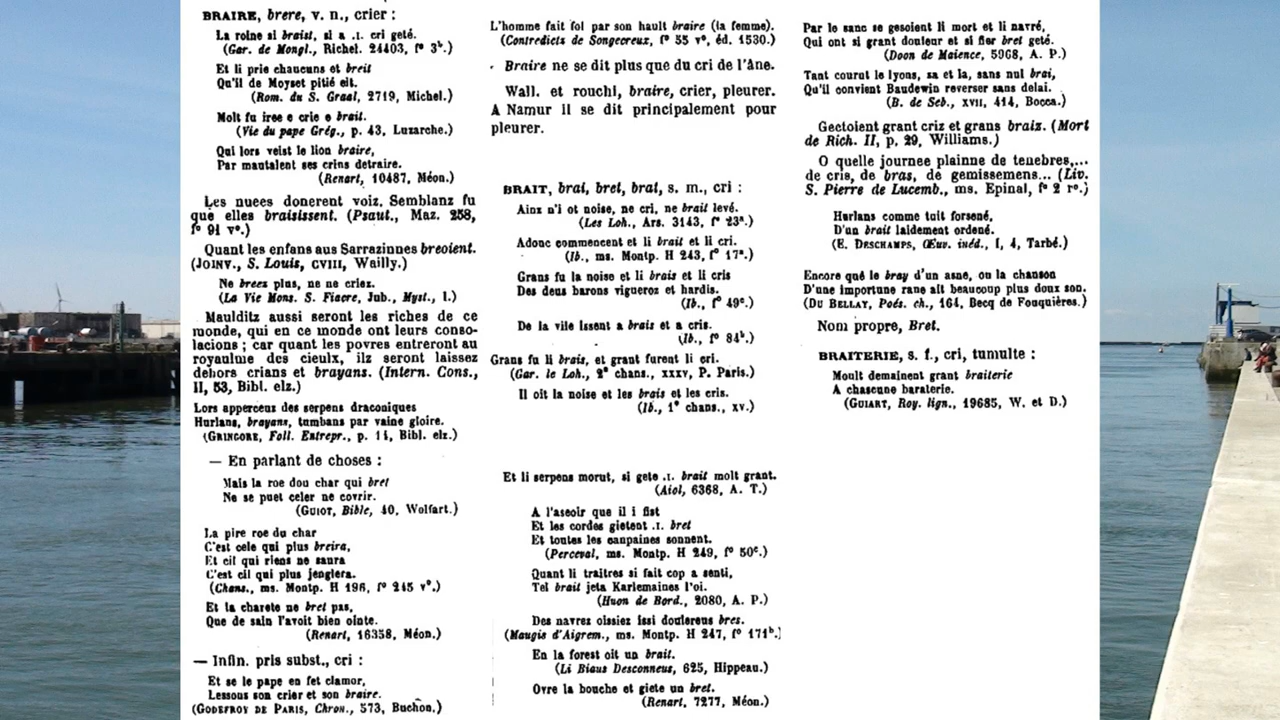 BRAIRE, brere, v. n., crier :
La roine si braist, si a .I. cri geté.
(Gar. de Mongl., Richel. 24403, f° 3b.)
Et li prie chaucuns et breit
Qu'il de Moyset pitié eit.
(Rom. du S. Graal, 2719, Michel.)
Molt fu iree e crie e brait.
(Vie du pape Grég., p. 43, Luzarche.)
Qui lors veist le lion braire,
Par mautalent ses crins detraire.
(Renart, 10487, Méon.)
Les nuees donerent voiz. Semblanz fu
que elles braisissent. (Psaut., Maz. 258,
f° 91 v°.)
Quant les enfans aus Sarrazinnes breoient.
(JOINV., S. Louis, CVIII, Wailly.)
Ne breez plus, ne ne criez.
(La Vie Mons. S. Fiacre, Jub., Myst., I.)
Maulditz aussi seront les riches de ce
monde, qui en ce monde ont leurs conso-
lacions ; car quant les povres entreront au
royaulme des cieulx, ilz seront laissez
dehors crians et brayans. (Intern. Cons.,
II, 53, Bibl. elz.)
Lors apperceuz des serpens draconiques
Hurlans, brayans, tumbans par vaine gloire.
(GRINGORE, Foll. Entrepr., p. 11, Bibl. elz.)
— En parlant de choses :
Mais la roe dou char qui bret
Ne se puet celer ne covrir.
(GUIOT, Bible, 40, Wolfart.)
La pire roe du char
C'est cele qui plus breira,
Et cil qui riens ne saura
C'est cil qui plus jenglera.
(Chans., ms. Montp. H 196, f° 245 v°.)
Et la charete ne bret pas,
Que de sain l'avoit bien ointe.
(Renart, 16358, Méon.)
— Infin. pris subst., cri :
Et se le pape en fet clamor,
Lessons son crier et son braire.
(GODEFROY DE PARIS, Chron., 573, Buchon.)
L'homme fait fol par son hault braire (la femme).
(Contredictz de Songecreux, f° 55 v°, éd. 1530.)
Braire ne se dit plus que du cri de l'âne.
Wall. et rouchi, braire, crier, pleurer.
A Namur il se dit principalement pour
pleurer.
BRAIT, brai, bret, brat, s. m., cri :
Ainz n'i ot noise, ne cri, ne brait levé.
(Les Loh., Ars. 3143, f° 23a.)
Adonc commencent et li brait et li cri.
(Ib., ms. Montp. H 243, f° 17a.)
Grans fu la noise et li brais et li cris
Des deus barons vigueroz et hardis.
(Ib., f° 49c.)
De la vile issent a brais et a cris.
(Ib., f° 84b.)
Grans fu li brais, et grant furent li cri.
(Gar. le Loh., 2e chans., XXXV, P. Paris.)
Il oit la noise et les brais et les cris.
(Ib., 1e chans., XV.)
Et li serpens morut, si gete .I. brait molt grant.
(Aiol, 6368, A. T.)
A l'aseoir que il i fist
Et les cordes gietent .I. bret
Et toutes les canpaines sonnent.
(Perceval, ms. Montp. H 249, f° 50c.)
Quant li traitres si fait cop a senti,
Tel brait jeta Karlemaines l'oi.
(Huon de Bord., 2080, A. P.)
Des navrez oissiez issi doulereus bres.
(Maugis d'Aigrem., ms. Montp. H 247, f° 171b.)
En la forest oit un brait.
(Li Biaus Desconneus, 625, Hippeau.)
Ovre la bouche et giete un bret.
(Renart, 7277, Méon.)
Par le sanc se gesoient li mort et li navré,
Qui ont si grant douleur et si fier bret geté.
(Doon de Maience, 5968, A. P.)
Tant courut le lyons, sa et la, sans nul brai,
Qu'il convient Baudewin reverser sans delai.
(B. de Seb., XVII, 414, Bocca.)
Gectoient grant criz et grans braiz. (Mort
de Rich. II, p. 29, Williams.)
O quelle journee plainne de tenebres,...
de cris, de bras, de gemissemens... (Liv.
S. Pierre de Lucemb., ms. Epinal, f° 2 r°.)
Hurlans comme tuit forsené,
D'un brait laidement ordené.
(E. DESCHAMPS, Œuv. inéd., I, 4, Tarbé.)
Encore que le bray d'un asne, ou la chanson
D'une importune rane ait beaucoup plus doux son.
(DU BELLAY, Poés. ch., 164, Becq de Fouquières.)
Nom propre, Bret.
BRAITERIE, s. f., cri, tumulte :
Moult demainent grant braiterie
A chascune baraterie.
(GUIART, Roy. lign., 19685, W. et D.)